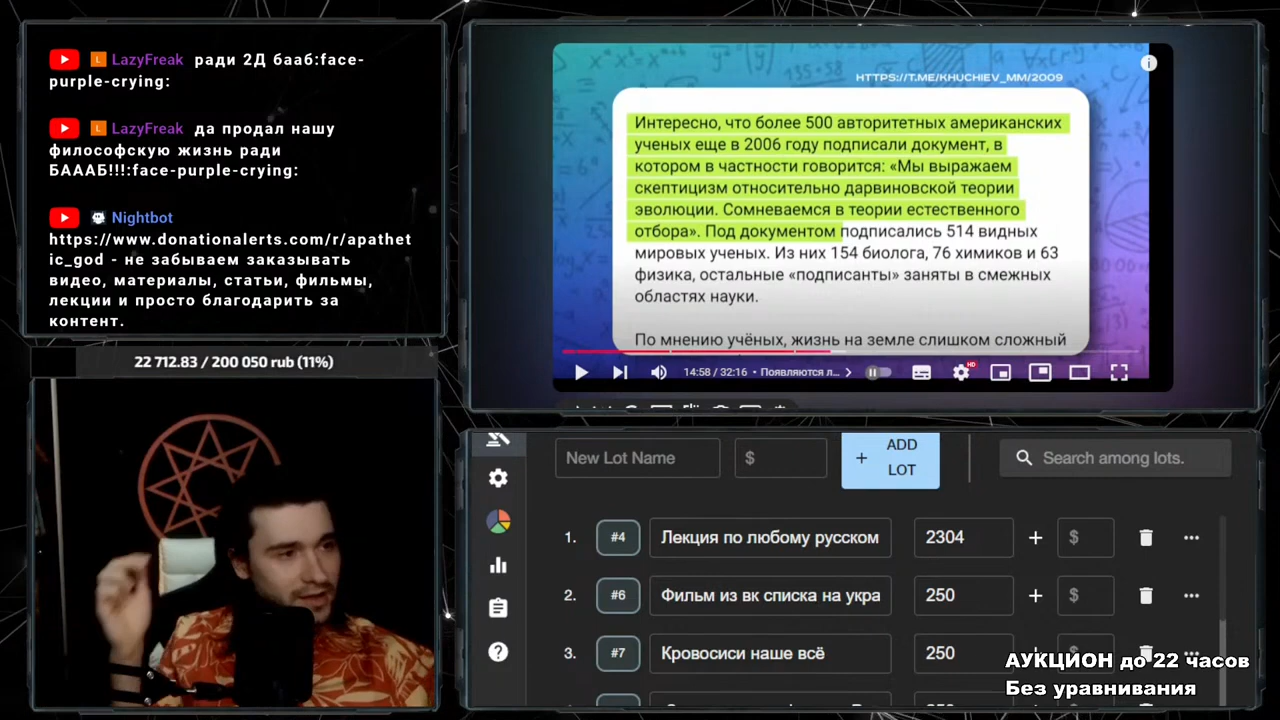 LazyFreak ради 2Д бааб:face-
purple-crying:
LazyFreak да продал нашу
философскую жизнь ради
БАААБ!!!:face-purple-crying:
Nightbot
https://www.donationalerts.com/r/apathet
ic_god - не забываем заказывать
видео, материалы, статьи, фильмы,
лекции и просто благодарить за
контент.
22 712.83 / 200 050 rub (11%)
HTTPS://T.ME/KHUCHIEV_MM/2009
Интересно, что более 500 авторитетных американских
ученых еще в 2006 году подписали документ, в
котором в частности говорится: «Мы выражаем
скептицизм относительно дарвиновской теории
эволюции. Сомневаемся в теории естественного
отбора». Под документом подписались 514 видных
мировых ученых. Из них 154 биолога, 76 химиков и 63
физика, остальные «подписанты» заняты в смежных
областях науки.
По мнению учёных, жизнь на земле слишком сложный
14:58 / 32:16 • Появляются л...
HD
New Lot Name $ + ADD LOT Search among lots.
1. #4 Лекция по любому русском 2304 + $
2. #6 Фильм из вк списка на укра 250 + $
3. #7 Кровосиси наше всё 250
АУКЦИОН до 22 часов
Без уравнивания